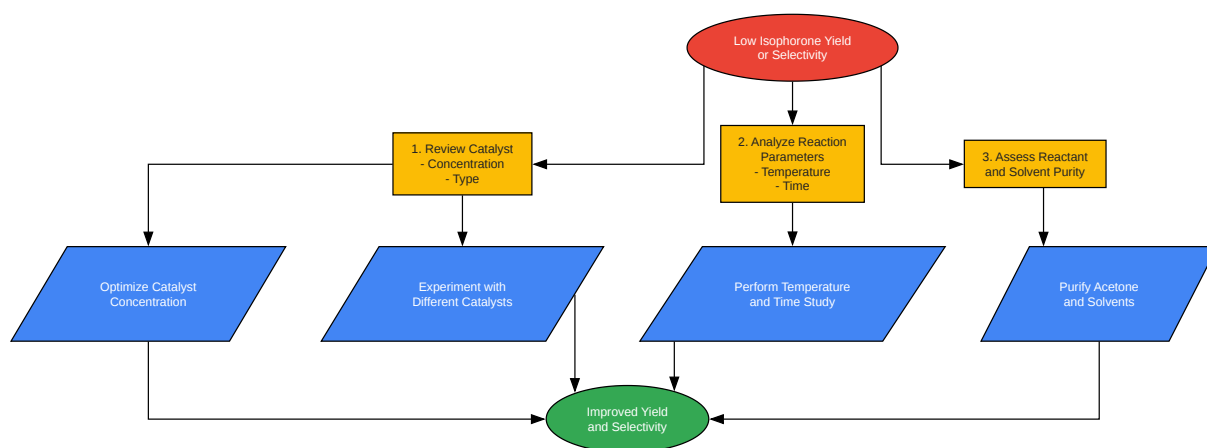 Low Isophorone Yield
or Selectivity
1. Review Catalyst
- Concentration
- Type
2. Analyze Reaction
Parameters
- Temperature
- Time
3. Assess Reactant
and Solvent Purity
Optimize Catalyst
Concentration
Experiment with
Different Catalysts
Perform Temperature
and Time Study
Purify Acetone
and Solvents
Improved Yield
and Selectivity